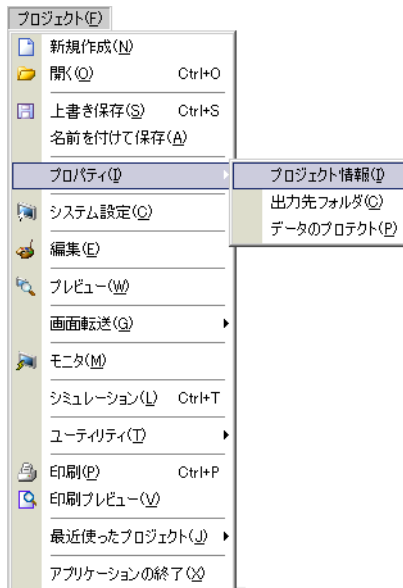 プロジェクト(F)
新規作成(N)
開く(O) Ctrl+O
上書き保存(S) Ctrl+S
名前を付けて保存(A)
プロパティ(I) プロジェクト情報(I)
出力先フォルダ(C)
システム設定(C)
データのプロテクト(P)
編集(E)
プレビュー(W)
画面転送(G)
モニタ(M)
シミュレーション(L) Ctrl+T
ユーティリティ(T)
印刷(P) Ctrl+P
印刷プレビュー(V)
最近使ったプロジェクト(J)
アプリケーションの終了(X)